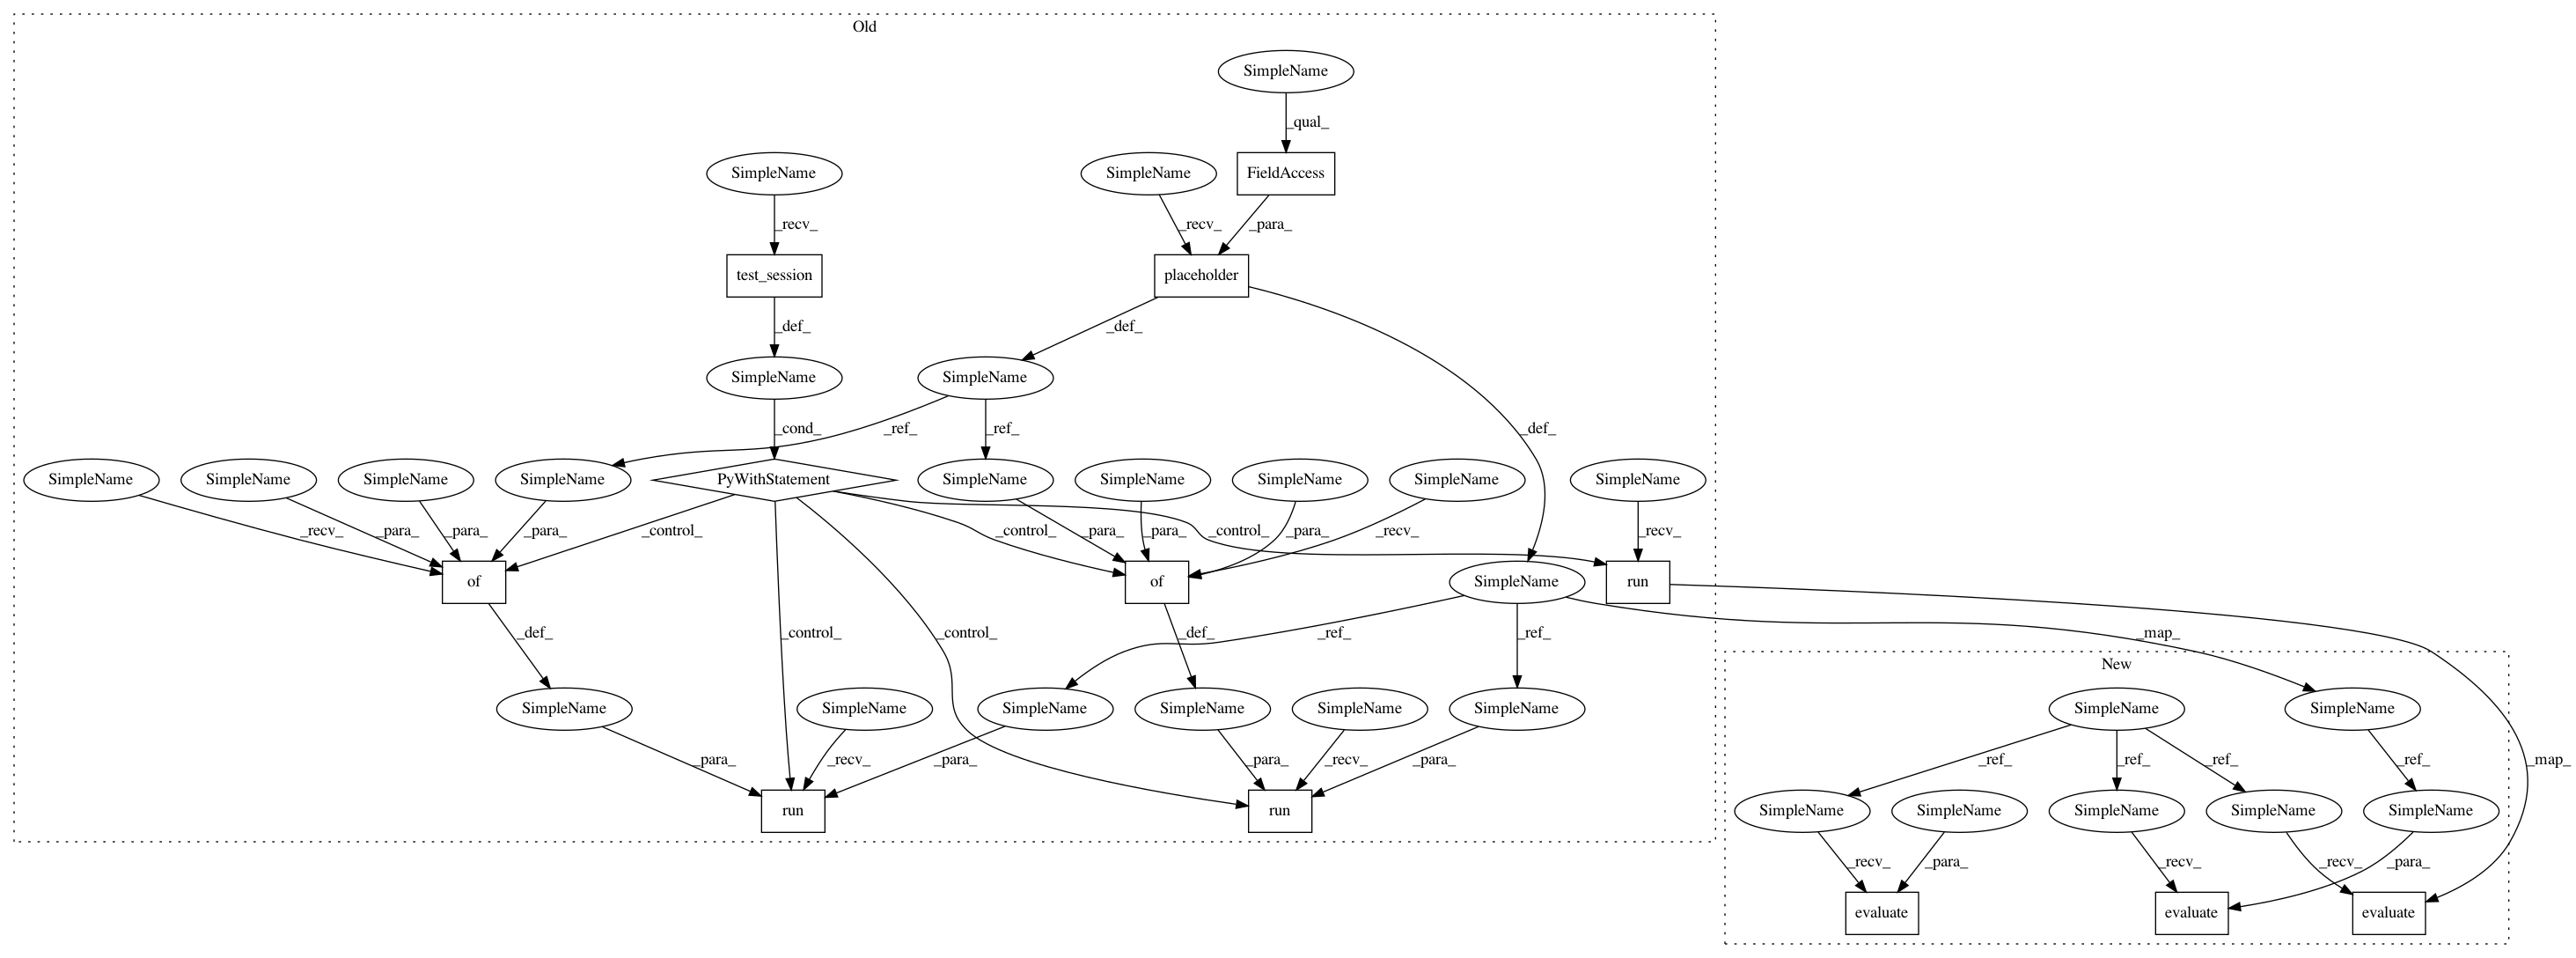 Old
SimpleName
_qual_
SimpleName
SimpleName
FieldAccess
_recv_
_recv_
_para_
test_session
placeholder
_def_
_def_
SimpleName
SimpleName
_cond_
_ref_
_ref_
_def_
SimpleName
SimpleName
SimpleName
SimpleName
PyWithStatement
SimpleName
SimpleName
SimpleName
SimpleName
SimpleName
_recv_
_para_
_para_
_para_
_control_
_control_
_para_
_para_
_control_
_para_
_recv_
_recv_
of
of
SimpleName
run
_def_
_control_
_control_
_def_
_ref_
_ref_
_map_
New
SimpleName
SimpleName
SimpleName
SimpleName
SimpleName
SimpleName
SimpleName
SimpleName
_para_
_recv_
_para_
_para_
_recv_
_para_
_ref_
_ref_
_ref_
_ref_
_map_
run
run
SimpleName
SimpleName
SimpleName
SimpleName
SimpleName
_recv_
_para_
_recv_
_recv_
_para_
evaluate
evaluate
evaluate